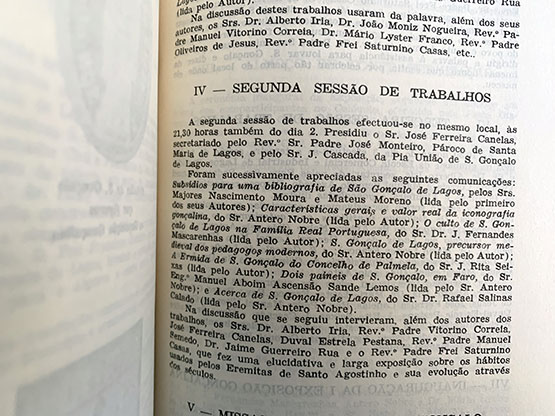 (lida pelo Autor).
Na discussão destes trabalhos usaram da palavra, além dos seus
autores, os Srs. Dr. Alberto Iria, Dr. João Moniz Nogueira, Rev.º Pa-
dre Manuel Vitorino Correia, Dr. Mário Lyster Franco, Rev.º Padre
Oliveiros de Jesus, Rev.º Padre Frei Saturnino Casas, etc..
IV — SEGUNDA SESSÃO DE TRABALHOS
A segunda sessão de trabalhos efectuou-se no mesmo local, às
21,30 horas também do dia 2. Presidiu o Sr. José Ferreira Canelas,
secretariado pelo Rev.º Sr. Padre José Monteiro, Pároco de Santa
Maria de Lagos, e pelo Sr. J. Cascada, da Pia União de S. Gonçalo
de Lagos.
Foram sucessivamente apreciadas as seguintes comunicações:
Subsídios para uma bibliografia de São Gonçalo de Lagos, pelos Srs.
Majores Nascimento Moura e Mateus Moreno (lida pelo primeiro
dos seus Autores); Características gerais e valor real da iconografia
gonçalina, do Sr. Antero Nobre (lida pelo Autor); O culto de S. Gon-
çalo de Lagos na Família Real Portuguesa, do Sr. Dr. J. Fernandes
Mascarenhas (lida pelo Autor); S. Gonçalo de Lagos, precursor me-
dieval dos pedagogos modernos, do Sr. Antero Nobre (lida pelo Autor);
A Ermida de S. Gonçalo do Concelho de Palmela, do Sr. J. Rita Sei-
xas (lida pelo Autor); Dois paineis de S. Gonçalo, em Faro, do Sr.
Eng.º Manuel Aboim Ascensão Sande Lemos (lida pelo Sr. Antero
Nobre); e Acerca de S. Gonçalo de Lagos, do Sr. Dr. Rafael Salinas
Calado (lida pelo Sr. Antero Nobre).
Na discussão que se seguiu intervieram, além dos autores dos
trabalhos, os Srs. Dr. Alberto Iria, Rev.º Padre Vitorino Correia,
José Ferreira Canelas, Duval Estrela Pestana, Rev.º Padre Manuel
Semedo, Dr. Jaime Guerreiro Rua e o Rev.º Padre Frei Saturnino
Casas, que fez uma elucidativa e larga exposição sobre os hábitos
usados pelos Eremitas de Santo Agostinho e a sua evolução através
dos séculos.